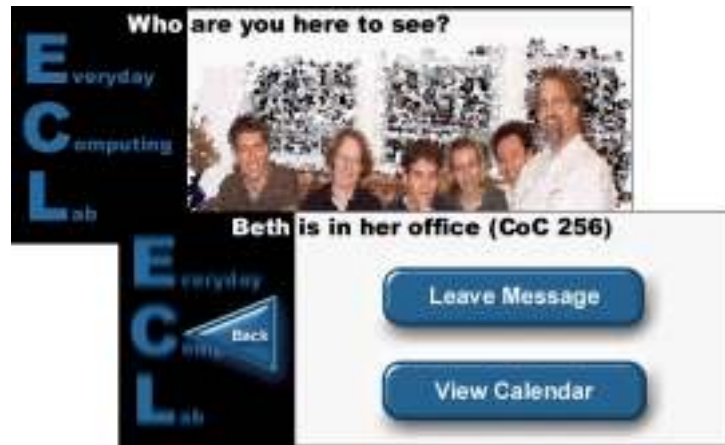 Who are you here to see?
Everyday
Computing
Lab
Beth is in her office (CoC 256)
Everyday
Back
Lab
Leave Message
View Calendar